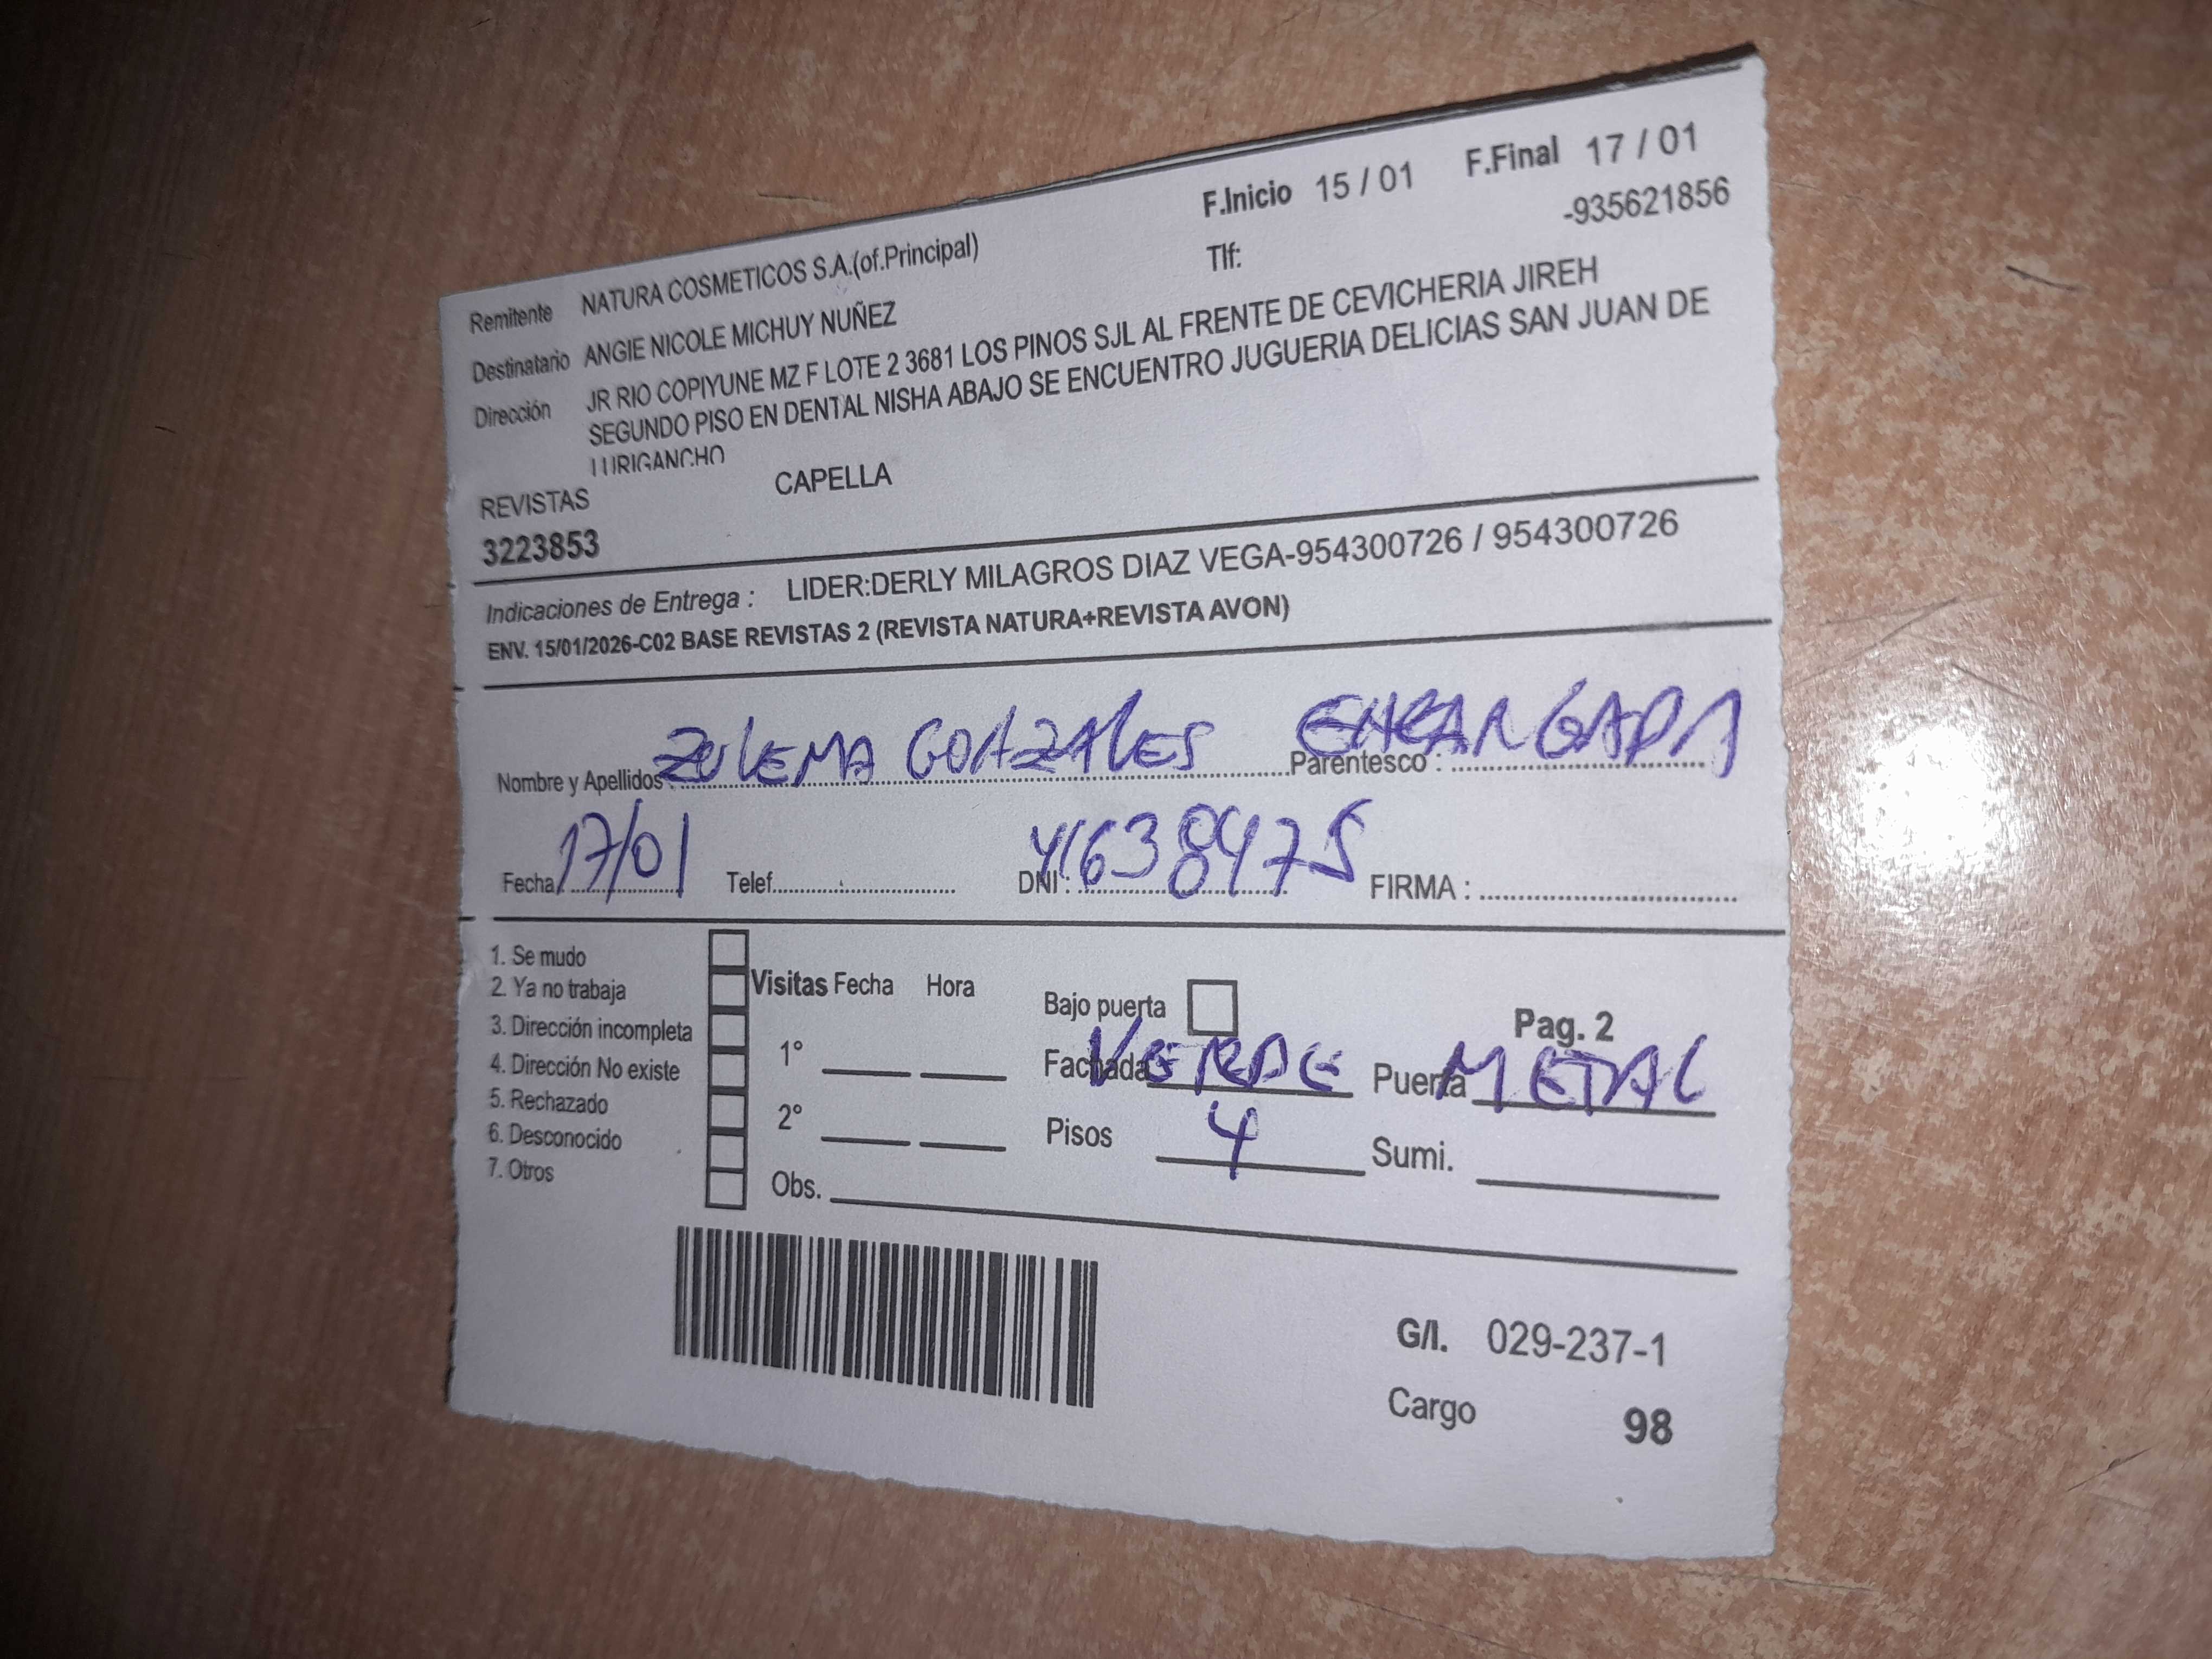 F.Inicio 15 / 01 F.Final 17 / 01
Remitente NATURA COSMETICOS S.A.(of.Principal) Tlf: -935621856
Destinatario ANGIE NICOLE MICHUY NUÑEZ
Dirección JR RIO COPIYUNE MZ F LOTE 2 3681 LOS PINOS SJL AL FRENTE DE CEVICHERIA JIREH
SEGUNDO PISO EN DENTAL NISHA ABAJO SE ENCUENTRO JUGUERIA DELICIAS SAN JUAN DE
LURIGANCHO
REVISTAS CAPELLA
3223853
Indicaciones de Entrega : LIDER:DERLY MILAGROS DIAZ VEGA-954300726 / 954300726
ENV. 15/01/2026-C02 BASE REVISTAS 2 (REVISTA NATURA+REVISTA AVON)
Nombre y Apellidos : ZULEMA GONZALES Parentesco : ENCARGADA
Fecha 17/01 Telef. DNI : 41638475 FIRMA :
1. Se mudo
2. Ya no trabaja
3. Dirección incompleta
4. Dirección No existe
5. Rechazado
6. Desconocido
7. Otros
Visitas Fecha Hora
1°
2°
Obs.
Bajo puerta Pag. 2
Fachada VERDE Puerta METAL
Pisos 4 Sumi.
G/I. 029-237-1
Cargo 98